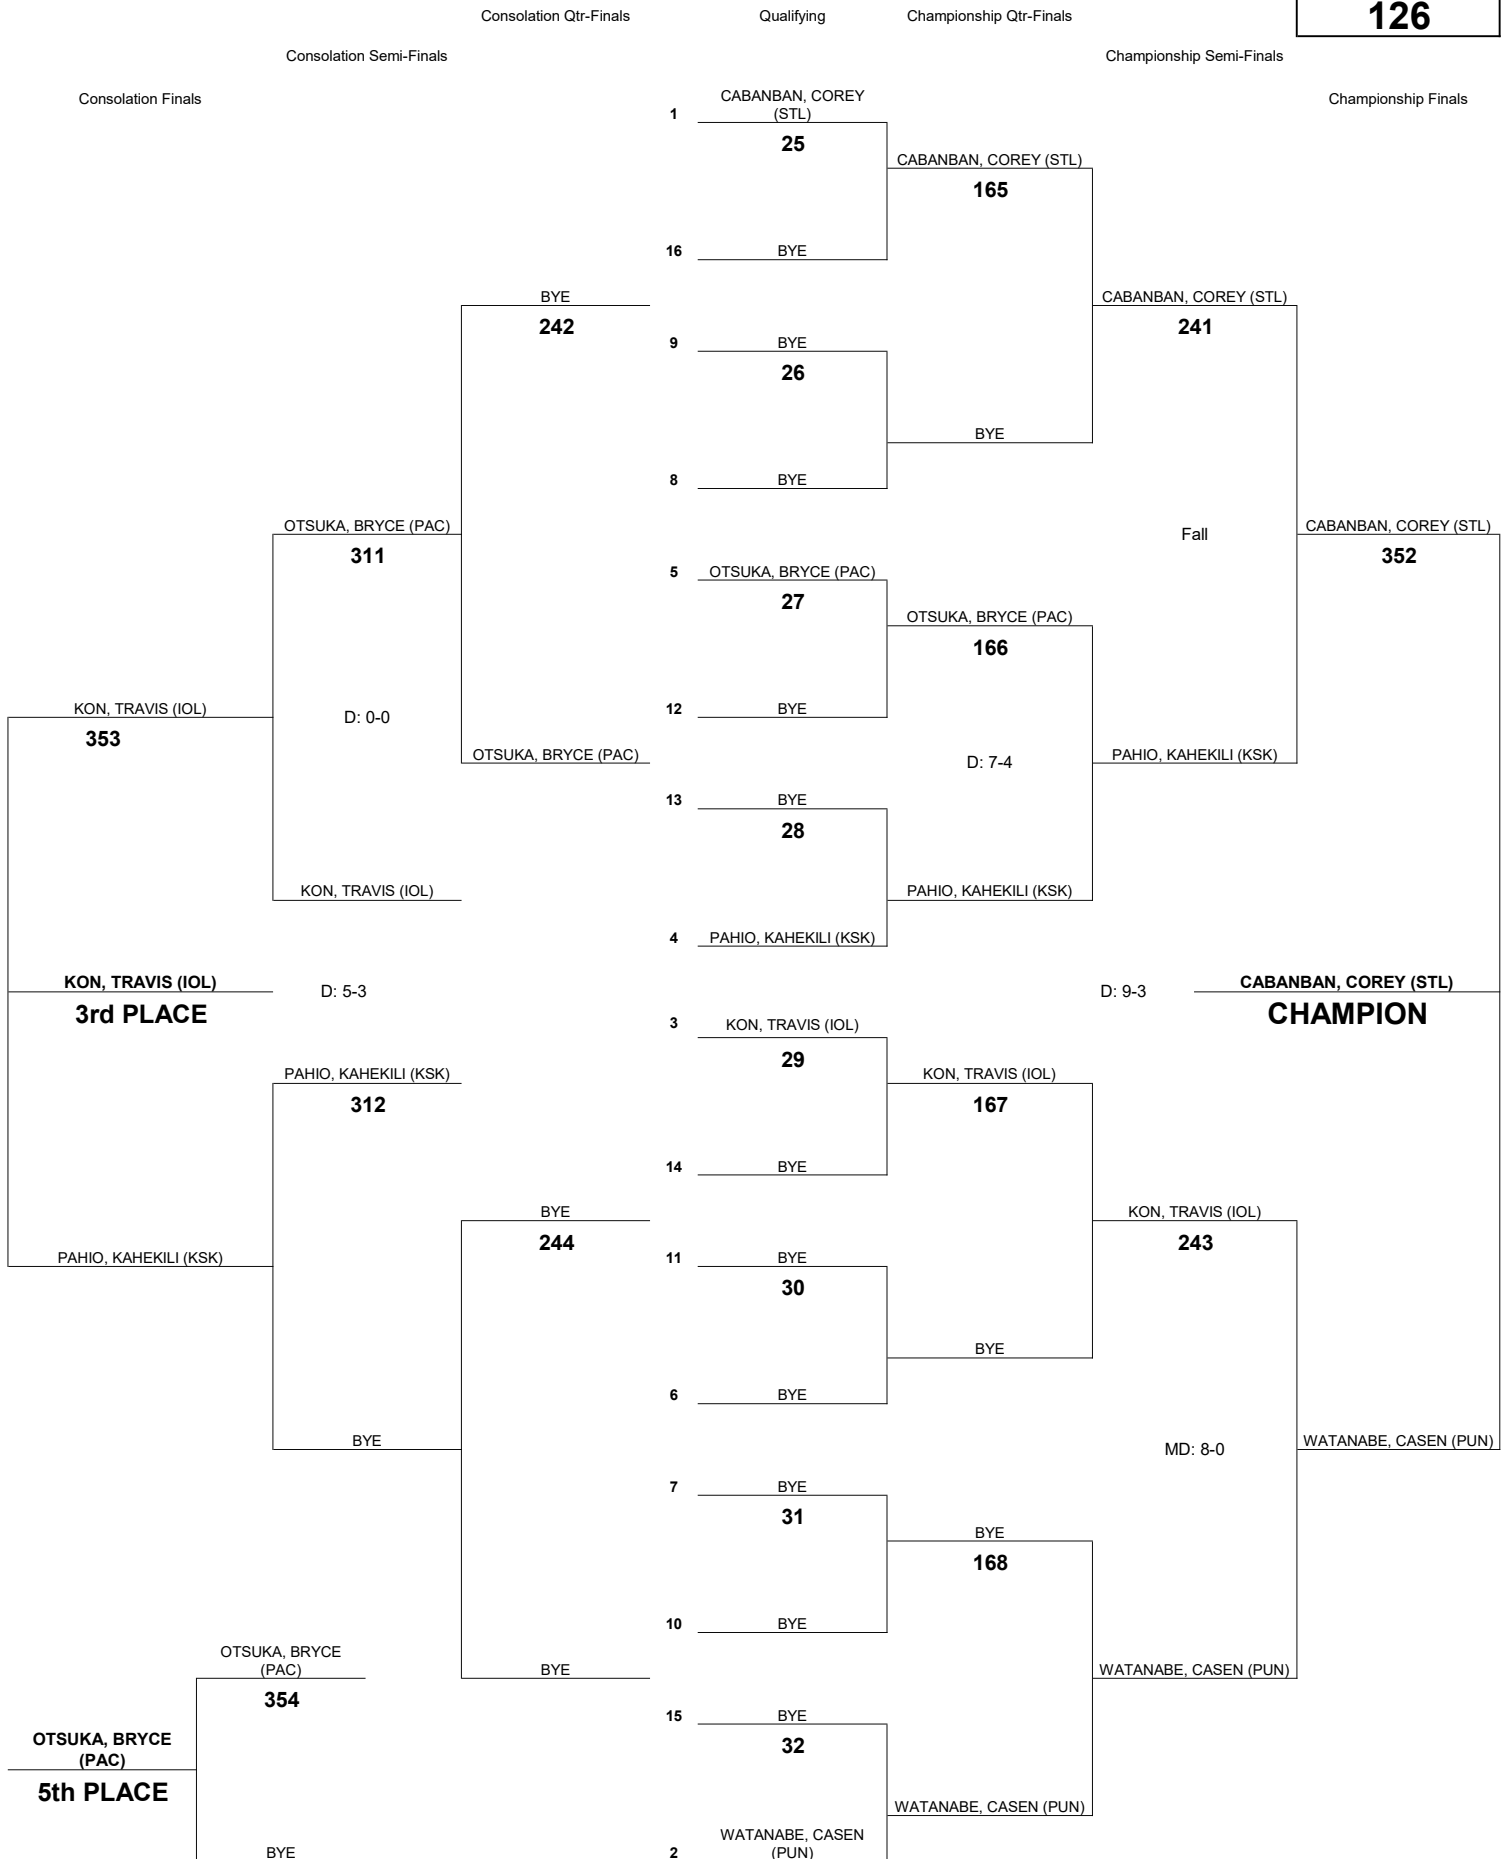 Consolation Qtr-Finals
Qualifying
Championship Qtr-Finals
126
Consolation Semi-Finals
Championship Semi-Finals
Consolation Finals
Championship Finals
1
CABANBAN, COREY
(STL)
25
CABANBAN, COREY (STL)
165
16
BYE
BYE
242
CABANBAN, COREY (STL)
241
9
BYE
26
BYE
8
BYE
OTSUKA, BRYCE (PAC)
311
Fall
CABANBAN, COREY (STL)
352
5
OTSUKA, BRYCE (PAC)
27
OTSUKA, BRYCE (PAC)
166
KON, TRAVIS (IOL)
353
D: 0-0
12
BYE
OTSUKA, BRYCE (PAC)
D: 7-4
PAHIO, KAHEKILI (KSK)
13
BYE
28
KON, TRAVIS (IOL)
PAHIO, KAHEKILI (KSK)
4
PAHIO, KAHEKILI (KSK)
KON, TRAVIS (IOL)
3rd PLACE
D: 5-3
D: 9-3
CABANBAN, COREY (STL)
CHAMPION
3
KON, TRAVIS (IOL)
29
PAHIO, KAHEKILI (KSK)
312
KON, TRAVIS (IOL)
167
14
BYE
BYE
244
KON, TRAVIS (IOL)
243
PAHIO, KAHEKILI (KSK)
11
BYE
30
BYE
6
BYE
BYE
MD: 8-0
WATANABE, CASEN (PUN)
7
BYE
31
BYE
168
10
BYE
OTSUKA, BRYCE
(PAC)
354
BYE
WATANABE, CASEN (PUN)
15
BYE
32
OTSUKA, BRYCE
(PAC)
5th PLACE
WATANABE, CASEN (PUN)
BYE
2
WATANABE, CASEN
(PUN)